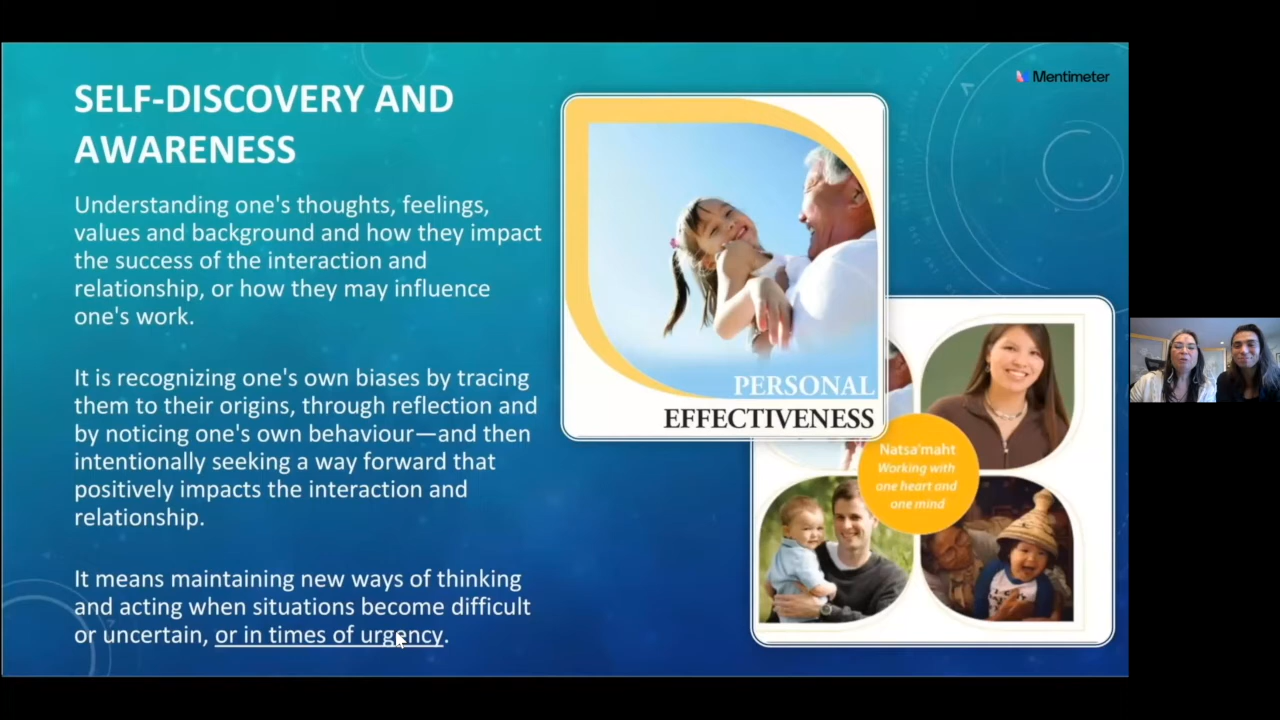 SELF-DISCOVERY AND
AWARENESS
Understanding one's thoughts, feelings,
values and background and how they impact
the success of the interaction and
relationship, or how they may influence
one's work.
It is recognizing one's own biases by tracing
them to their origins, through reflection and
by noticing one's own behaviour—and then
intentionally seeking a way forward that
positively impacts the interaction and
relationship.
It means maintaining new ways of thinking
and acting when situations become difficult
or uncertain, or in times of urgency.
Mentimeter
PERSONAL
EFFECTIVENESS
Natsa'maht
Working with
one heart and
one mind